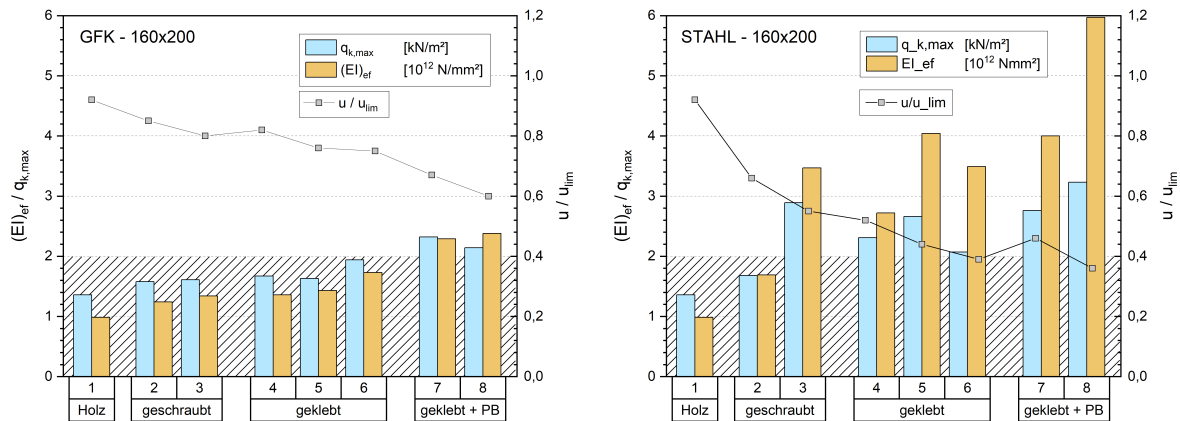 GFK - 160x200
q_k,max [kN/m²]
(EI)_ef [10¹² N/mm²]
u / u_lim
(EI)_ef / q_k,max
6
5
4
3
2
1
0
u / u_lim
1,2
1,0
0,8
0,6
0,4
0,2
0,0
1 2 3 4 5 6 7 8
Holz geschraubt geklebt geklebt + PB
STAHL - 160x200
q_k,max [kN/m²]
EI_ef [10¹² Nmm²]
u/u_lim
(EI)_ef / q_k,max
6
5
4
3
2
1
0
u / u_lim
1,2
1,0
0,8
0,6
0,4
0,2
0,0
1 2 3 4 5 6 7 8
Holz geschraubt geklebt geklebt + PB